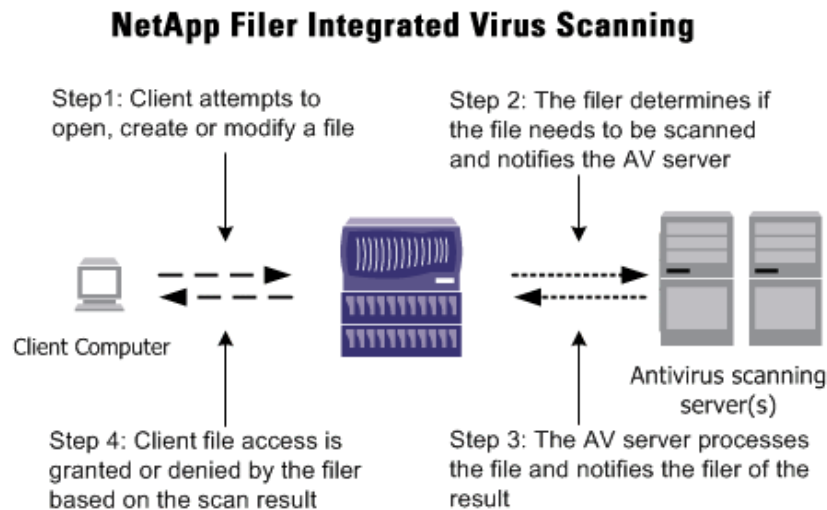 NetApp Filer Integrated Virus Scanning
Step1: Client attempts to
open, create or modify a file
Step 2: The filer determines if
the file needs to be scanned
and notifies the AV server
Client Computer
Antivirus scanning
server(s)
Step 4: Client file access is
granted or denied by the filer
based on the scan result
Step 3: The AV server processes
the file and notifies the filer of the
result